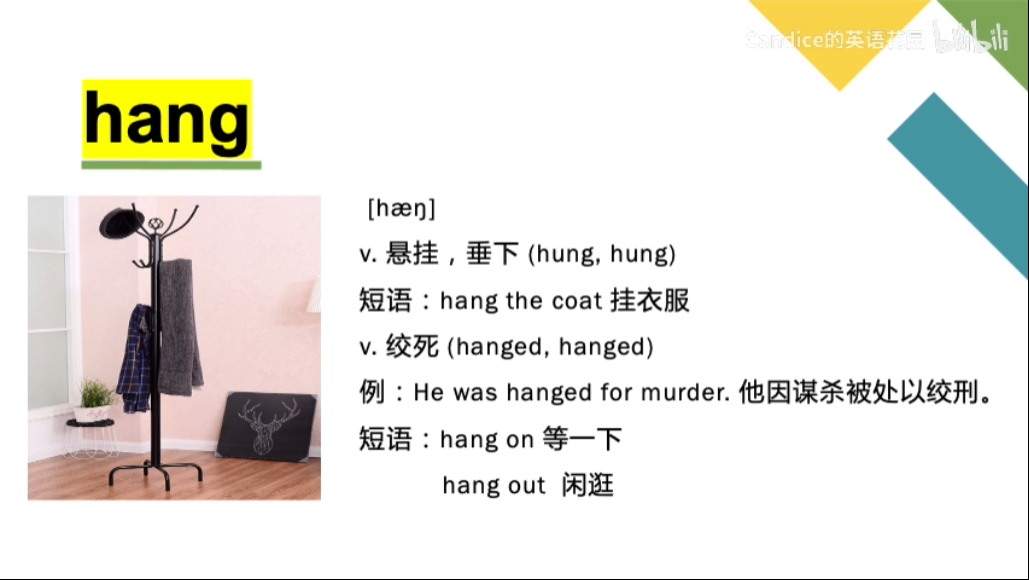 Candice的英语花园 bilibili
hang
[hæŋ]
v. 悬挂，垂下 (hung, hung)
短语：hang the coat 挂衣服
v. 绞死 (hanged, hanged)
例：He was hanged for murder. 他因谋杀被处以绞刑。
短语：hang on 等一下
hang out 闲逛